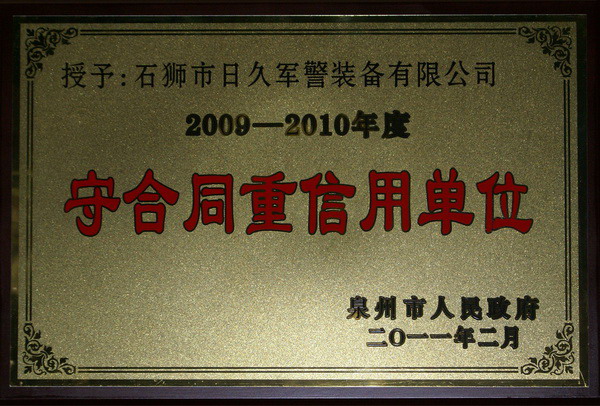 授予:石狮市日久军警装备有限公司
2009—2010年度
守合同重信用单位
泉州市人民政府
二〇一一年二月